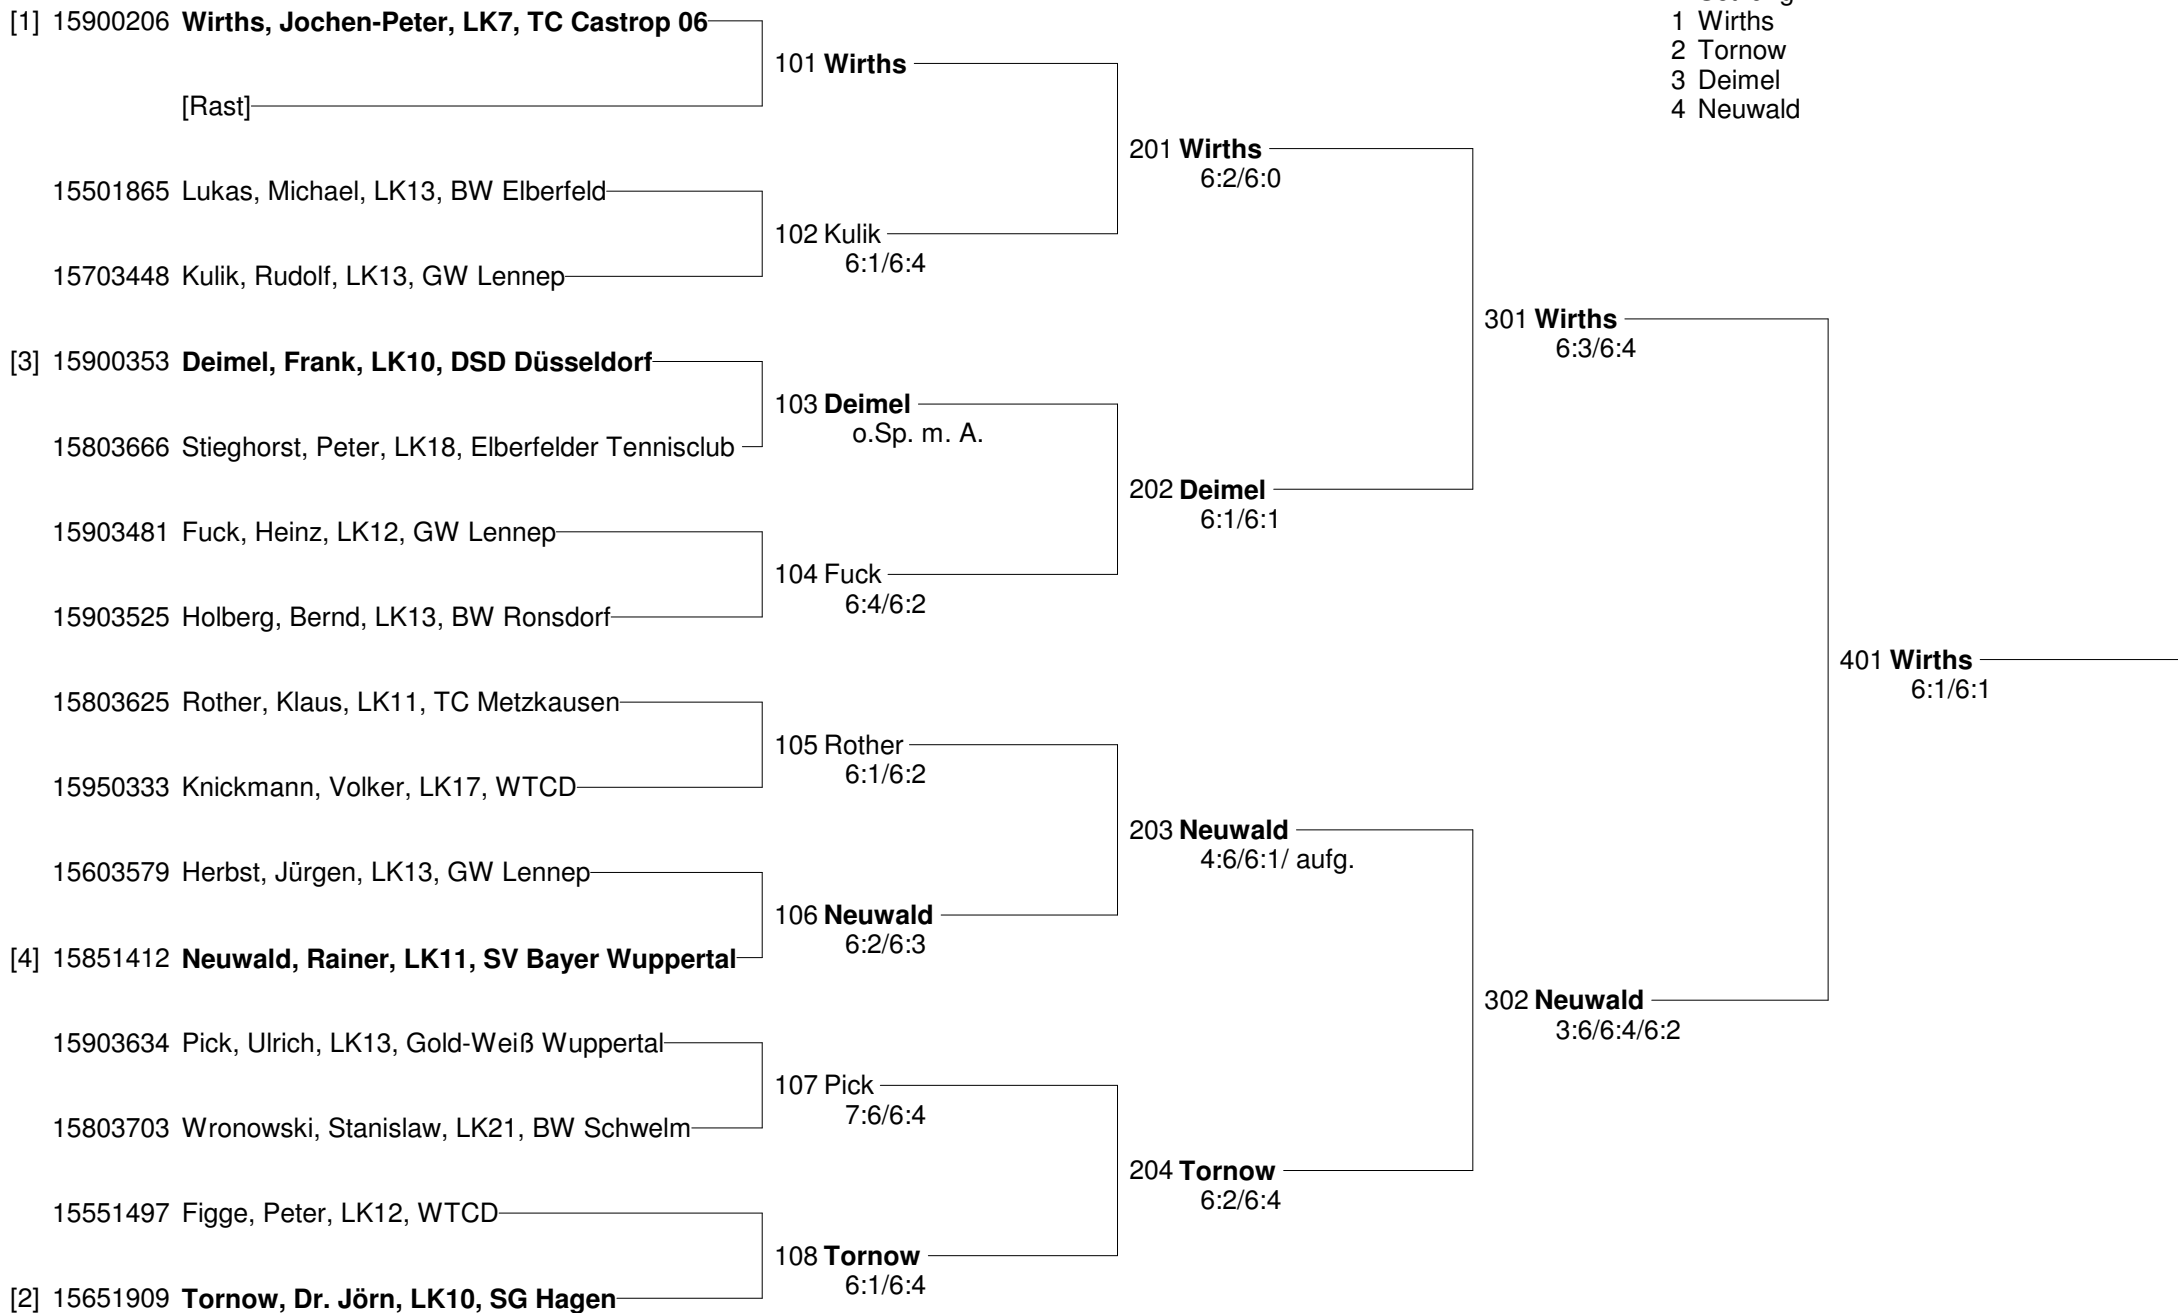 [1] 15900206 Wirths, Jochen-Peter, LK7, TC Castrop 06
[Rast]
15501865 Lukas, Michael, LK13, BW Elberfeld
15703448 Kulik, Rudolf, LK13, GW Lennep
[3] 15900353 Deimel, Frank, LK10, DSD Düsseldorf
15803666 Stieghorst, Peter, LK18, Elberfelder Tennisclub
15903481 Fuck, Heinz, LK12, GW Lennep
15903525 Holberg, Bernd, LK13, BW Ronsdorf
15803625 Rother, Klaus, LK11, TC Metzkausen
15950333 Knickmann, Volker, LK17, WTCD
15603579 Herbst, Jürgen, LK13, GW Lennep
[4] 15851412 Neuwald, Rainer, LK11, SV Bayer Wuppertal
15903634 Pick, Ulrich, LK13, Gold-Weiß Wuppertal
15803703 Wronowski, Stanislaw, LK21, BW Schwelm
15551497 Figge, Peter, LK12, WTCD
[2] 15651909 Tornow, Dr. Jörn, LK10, SG Hagen
101 Wirths
102 Kulik
6:1/6:4
103 Deimel
o.Sp. m. A.
104 Fuck
6:4/6:2
105 Rother
6:1/6:2
106 Neuwald
6:2/6:3
107 Pick
7:6/6:4
108 Tornow
6:1/6:4
201 Wirths
6:2/6:0
202 Deimel
6:1/6:1
203 Neuwald
4:6/6:1/ aufg.
204 Tornow
6:2/6:4
301 Wirths
6:3/6:4
302 Neuwald
3:6/6:4/6:2
401 Wirths
6:1/6:1
1 Wirths
2 Tornow
3 Deimel
4 Neuwald